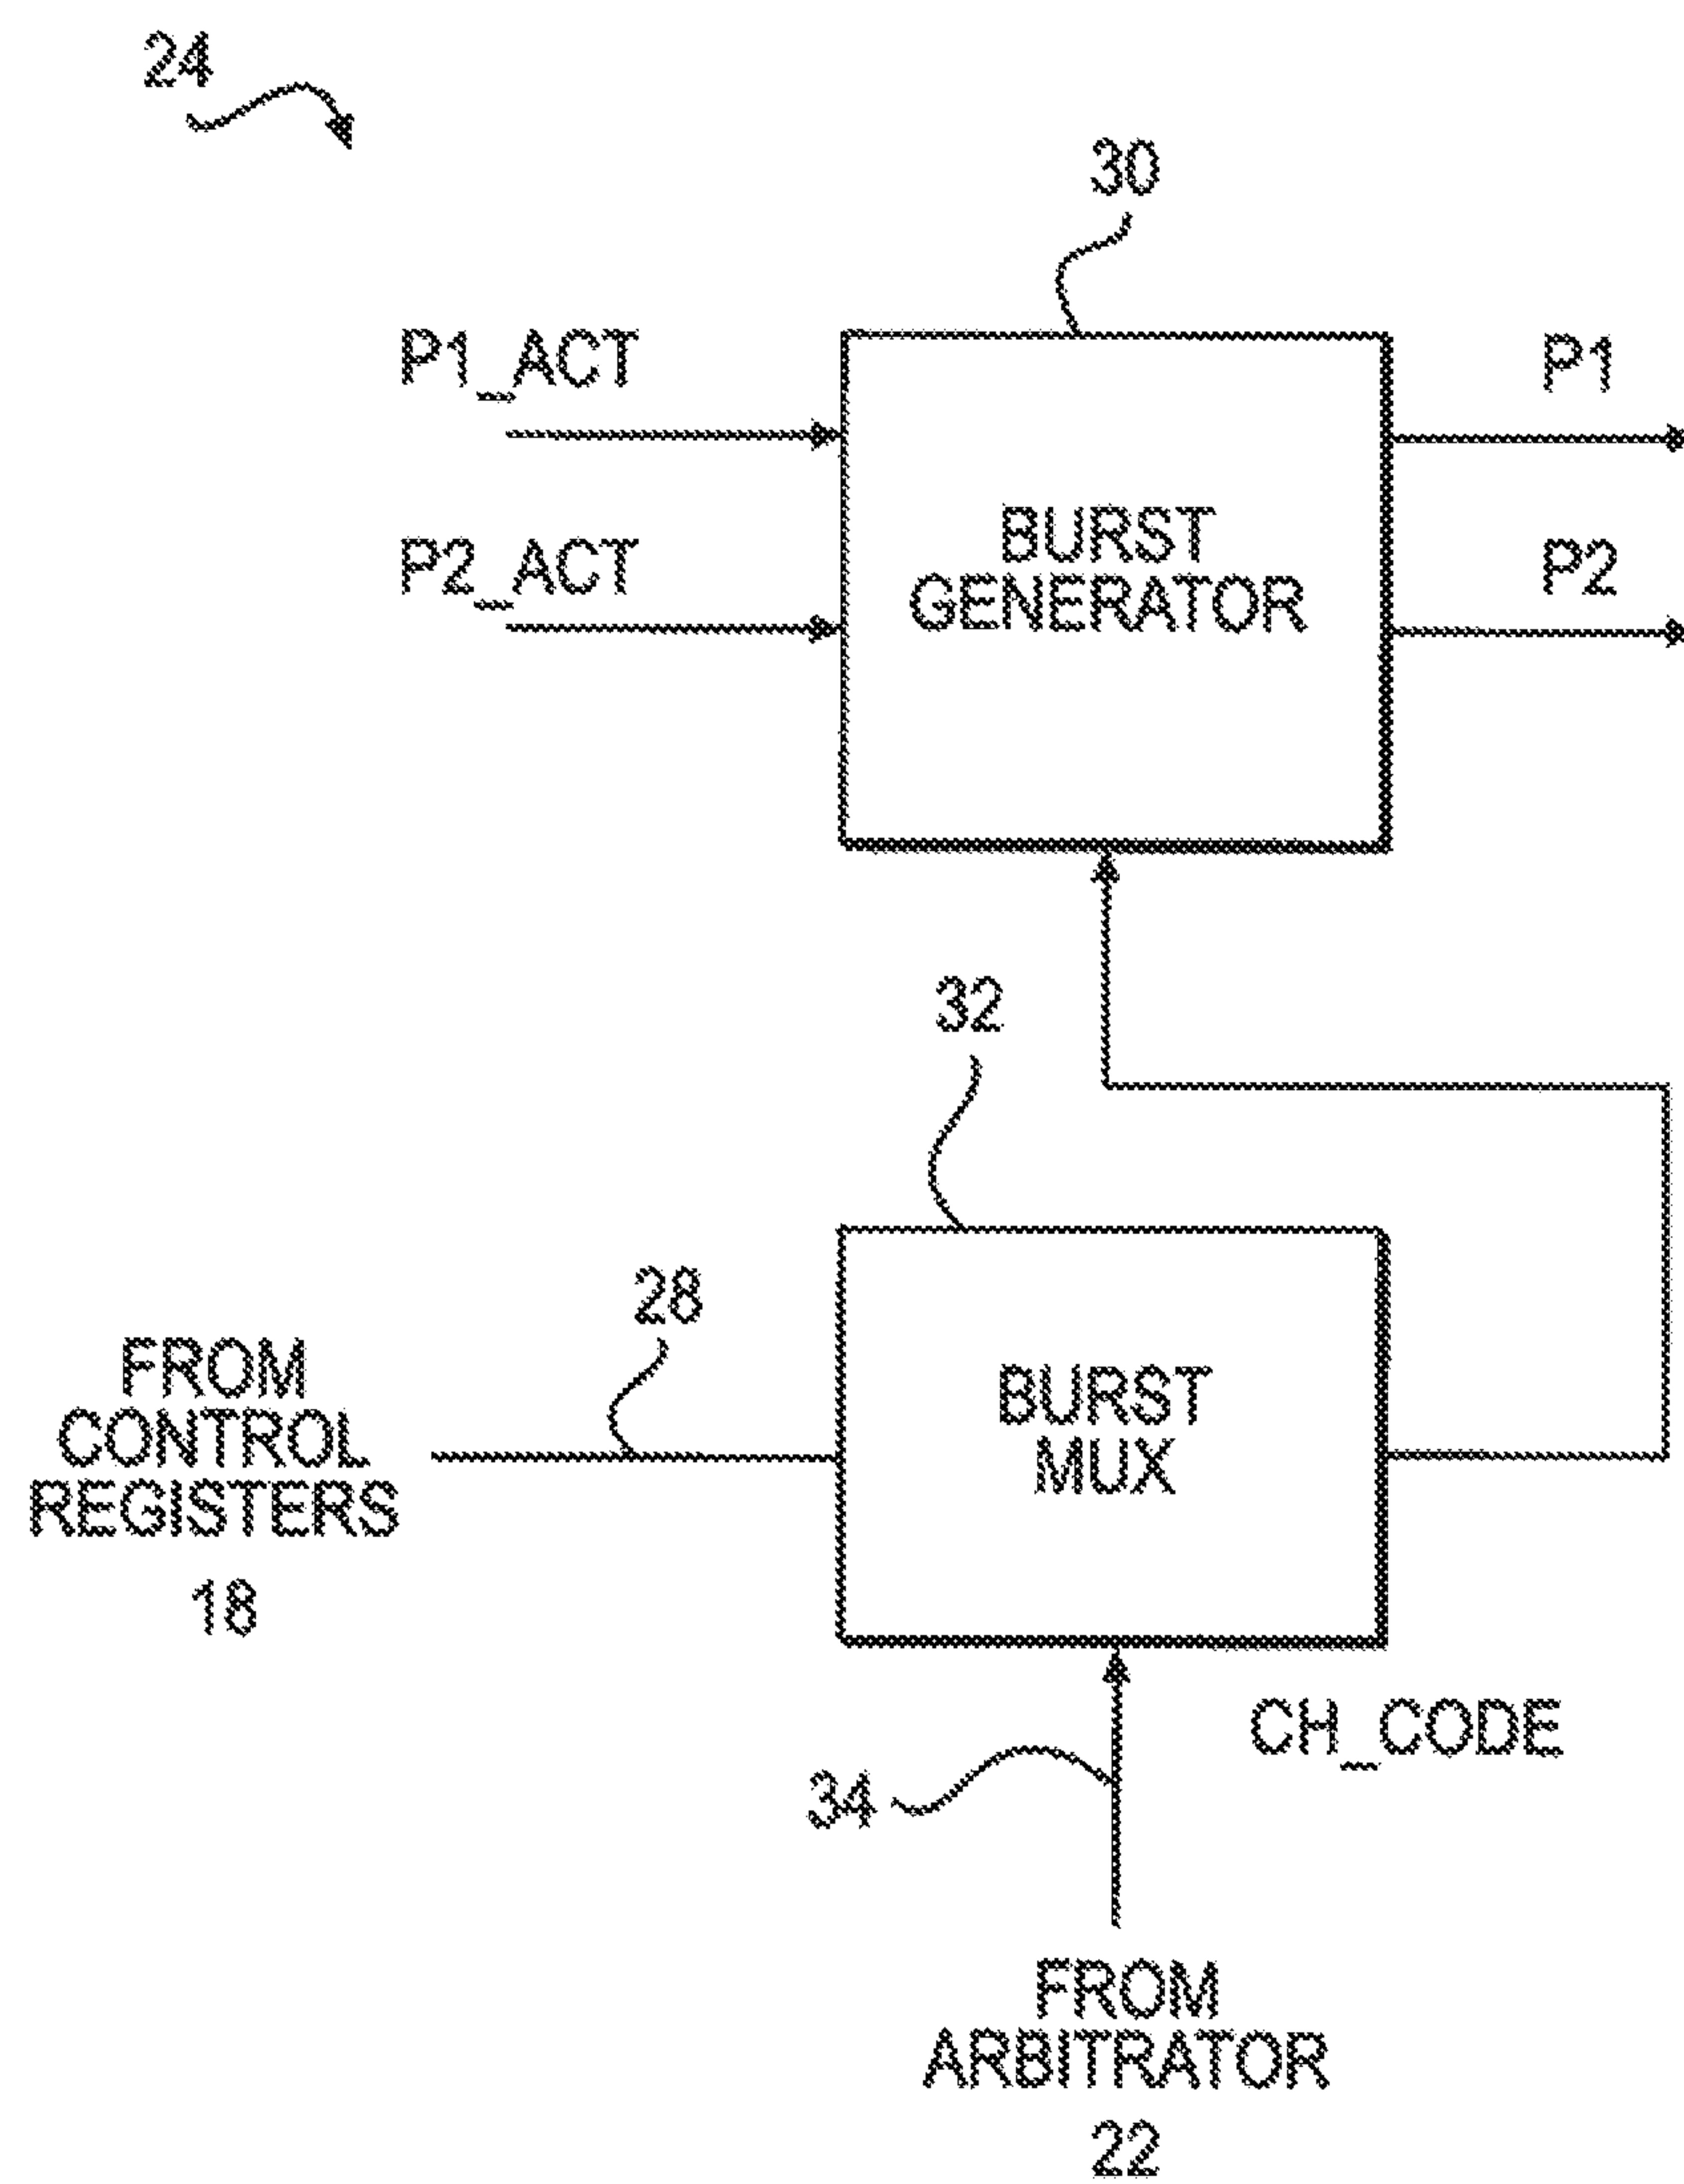 24
30
P1_ACT
P1
P2_ACT
P2
BURST
GENERATOR
32
28
FROM
CONTROL
REGISTERS
18
BURST
MUX
CH_CODE
34
FROM
ARBITRATOR
22